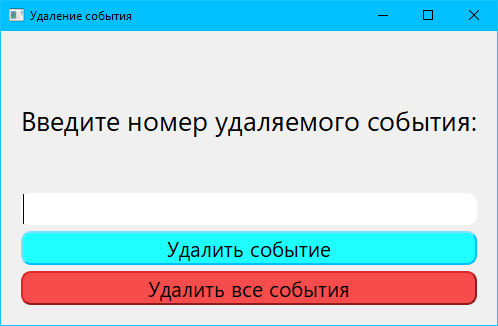 Удаление события
Введите номер удаляемого события:
Удалить событие
Удалить все события